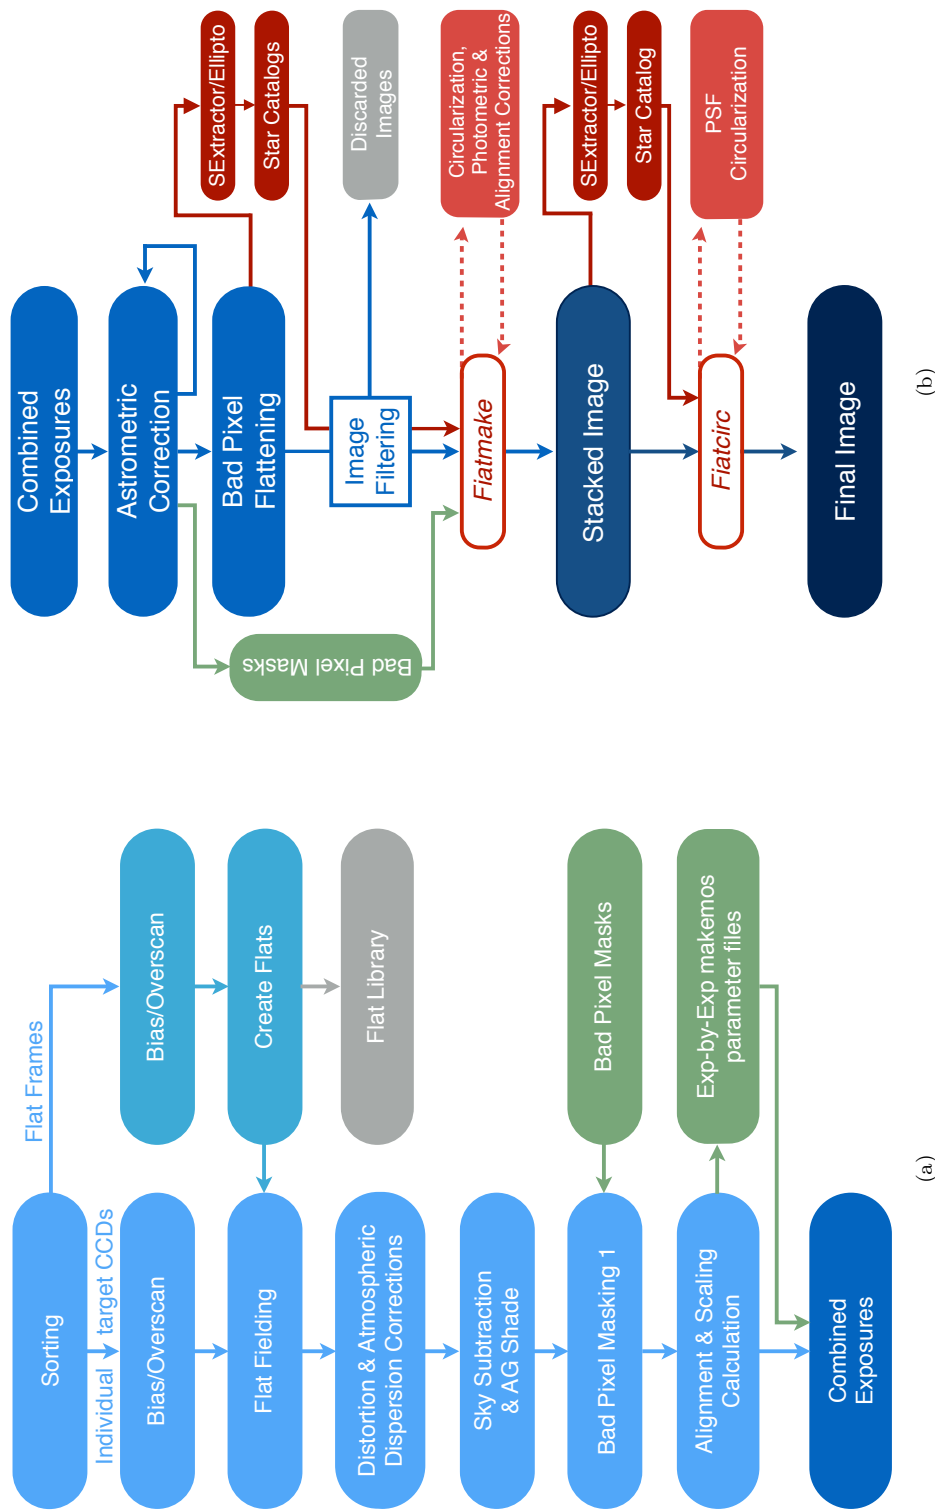 Sorting
Flat Frames
Individual target CCDs
Bias/Overscan
Bias/Overscan
Flat Fielding
Create Flats
Distortion & Atmospheric
Dispersion Corrections
Flat Library
Sky Subtraction
& AG Shade
Bad Pixel Masking 1
Bad Pixel Masks
Alignment & Scaling
Calculation
Exp-by-Exp makemos
parameter files
Combined
Exposures
(a)
Combined
Exposures
Astrometric
Correction
Bad Pixel
Flattening
SExtractor/Ellipto
Star Catalogs
Bad Pixel Masks
Image
Filtering
Discarded
Images
Fiatmake
Circularization,
Photometric &
Alignment Corrections
Stacked Image
SExtractor/Ellipto
Star Catalog
Fiatcirc
PSF
Circularization
Final Image
(b)